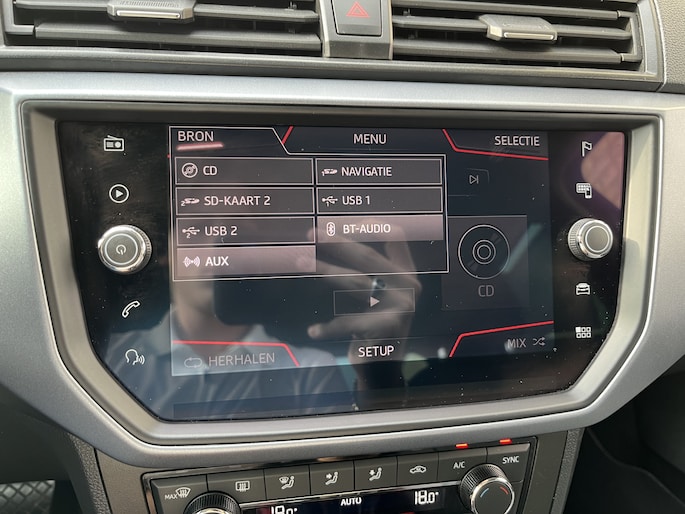 BRON MENU SELECTIE
CD NAVIGATIE
SD-KAART 2 USB 1
USB 2 BT-AUDIO
AUX
CD
HERHALEN SETUP MIX
MAX A/C SYNC
AUTO
18.0 18.0